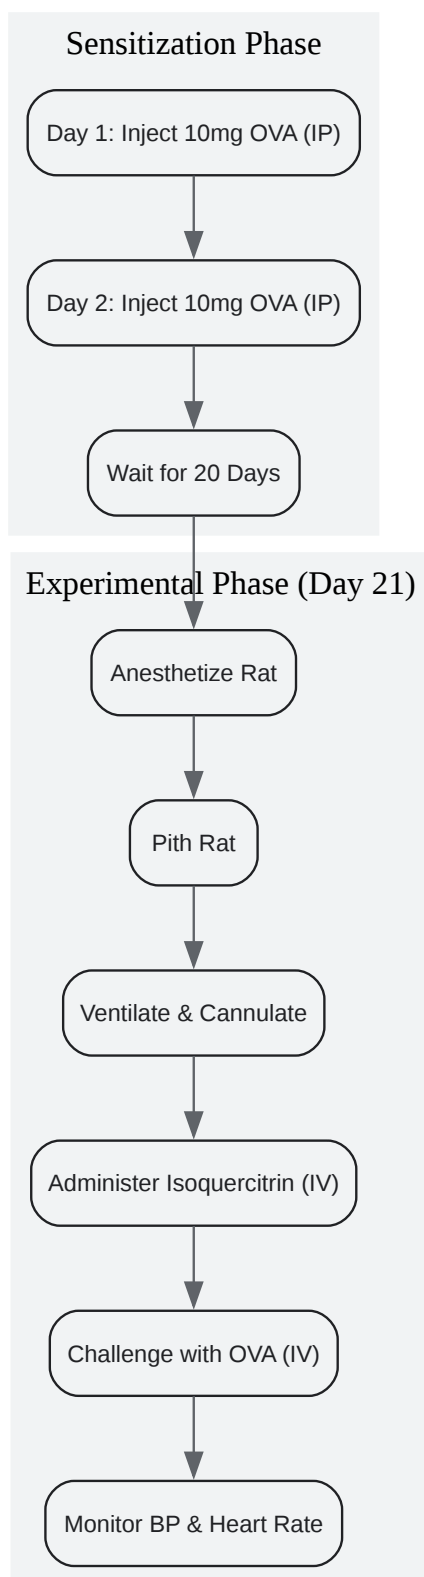 Sensitization Phase
Day 1: Inject 10mg OVA (IP)
Day 2: Inject 10mg OVA (IP)
Wait for 20 Days
Experimental Phase (Day 21)
Anesthetize Rat
Pith Rat
Ventilate & Cannulate
Administer Isoquercitrin (IV)
Challenge with OVA (IV)
Monitor BP & Heart Rate